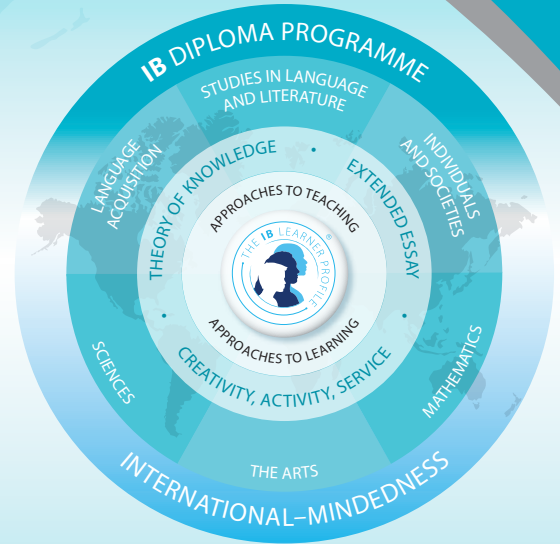 IB DIPLOMA PROGRAMME
STUDIES IN LANGUAGE
AND LITERATURE
LANGUAGE
ACQUISITION
INDIVIDUALS
AND SOCIETIES
THEORY OF KNOWLEDGE
•
EXTENDED ESSAY
APPROACHES TO TEACHING
THE IB LEARNER PROFILE
®
APPROACHES TO LEARNING
•
CREATIVITY, ACTIVITY, SERVICE
•
SCIENCES
MATHEMATICS
THE ARTS
INTERNATIONAL–MINDEDNESS